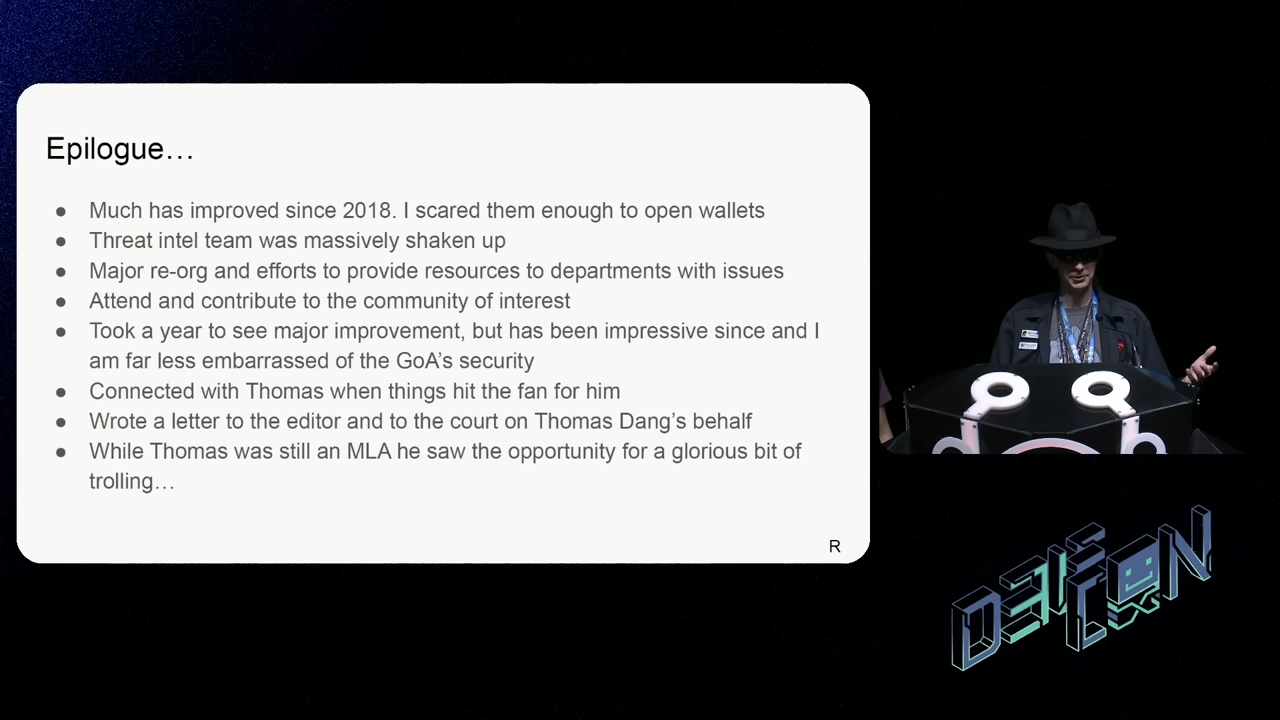 Epilogue…
● Much has improved since 2018. I scared them enough to open wallets
● Threat intel team was massively shaken up
● Major re-org and efforts to provide resources to departments with issues
● Attend and contribute to the community of interest
● Took a year to see major improvement, but has been impressive since and I
am far less embarrassed of the GoA’s security
● Connected with Thomas when things hit the fan for him
● Wrote a letter to the editor and to the court on Thomas Dang’s behalf
● While Thomas was still an MLA he saw the opportunity for a glorious bit of
trolling…
R
DEF CON